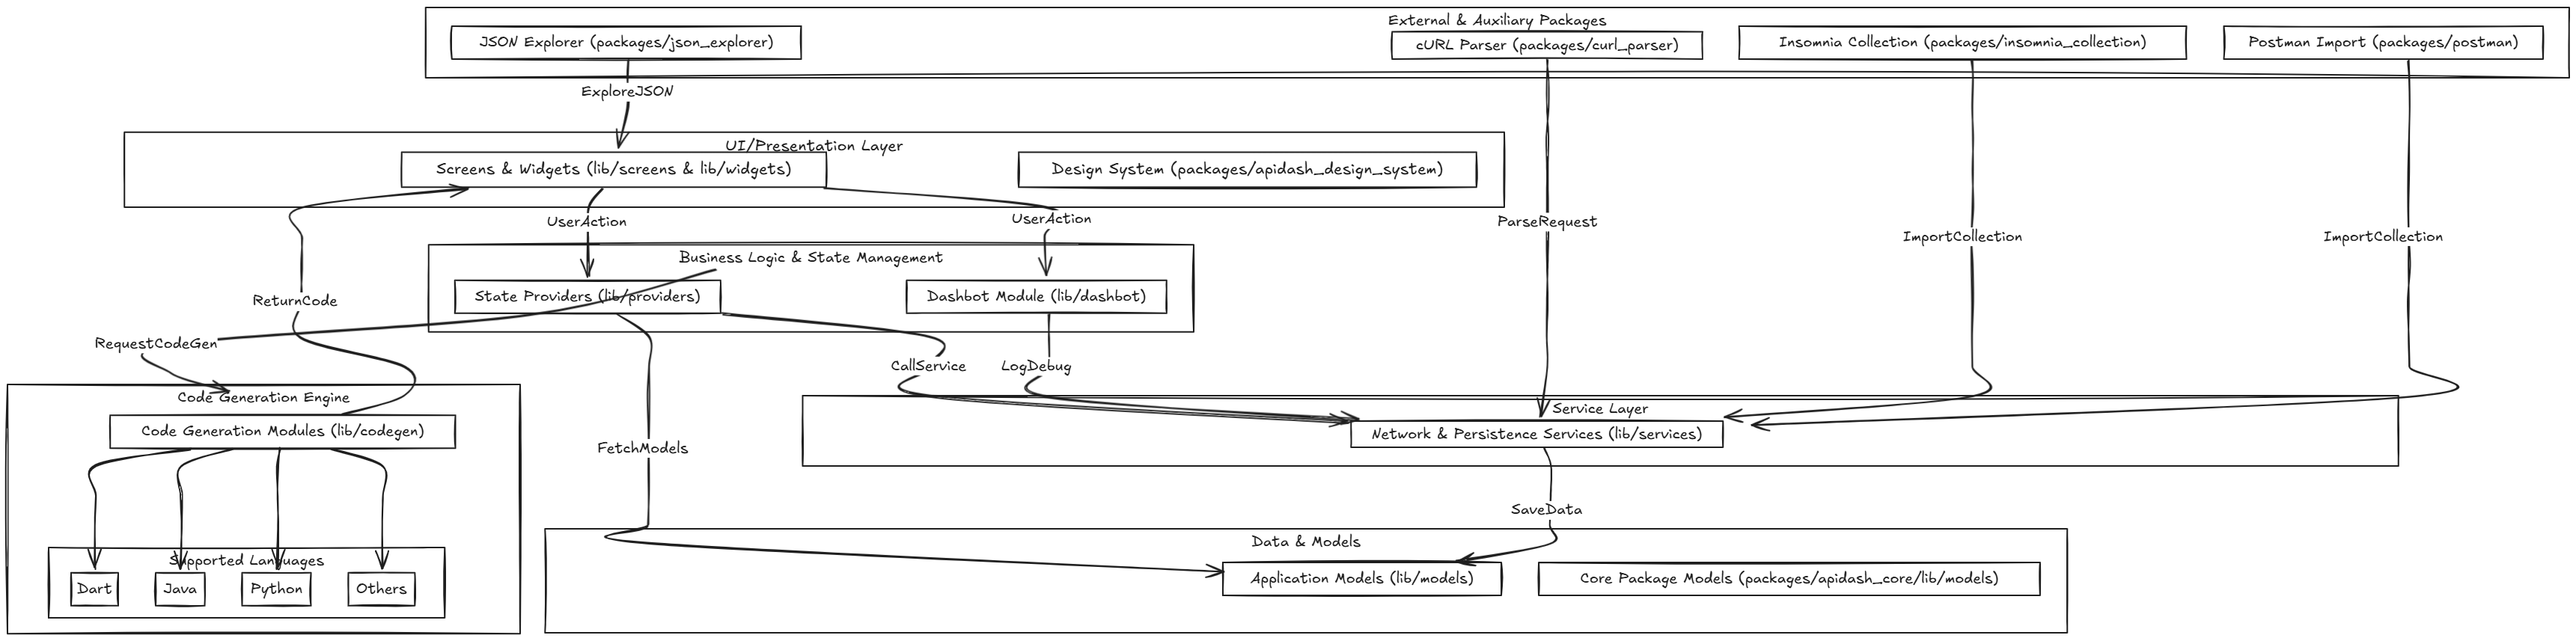 External & Auxiliary Packages
JSON Explorer (packages/json_explorer)
cURL Parser (packages/curl_parser)
Insomnia Collection (packages/insomnia_collection)
Postman Import (packages/postman)
ExploreJSON
UI/Presentation Layer
Screens & Widgets (lib/screens & lib/widgets)
Design System (packages/apidash_design_system)
UserAction
UserAction
ParseRequest
ImportCollection
ImportCollection
Business Logic & State Management
State Providers (lib/providers)
Dashbot Module (lib/dashbot)
ReturnCode
RequestCodeGen
CallService
LogDebug
Code Generation Engine
Code Generation Modules (lib/codegen)
Service Layer
Network & Persistence Services (lib/services)
FetchModels
SaveData
Supported Languages
Dart
Java
Python
Others
Data & Models
Application Models (lib/models)
Core Package Models (packages/apidash_core/lib/models)